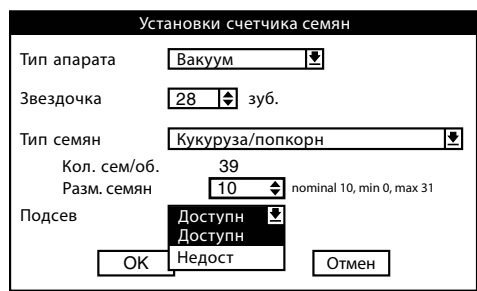 Установки счетчика семян
Тип апарата Вакуум
Звездочка 28 зуб.
Тип семян Кукуруза/попкорн
Кол. сем/об. 39
Разм. семян 10 nominal 10, min 0, max 31
Подсев Доступн
Доступн
Недост
OK Отмен